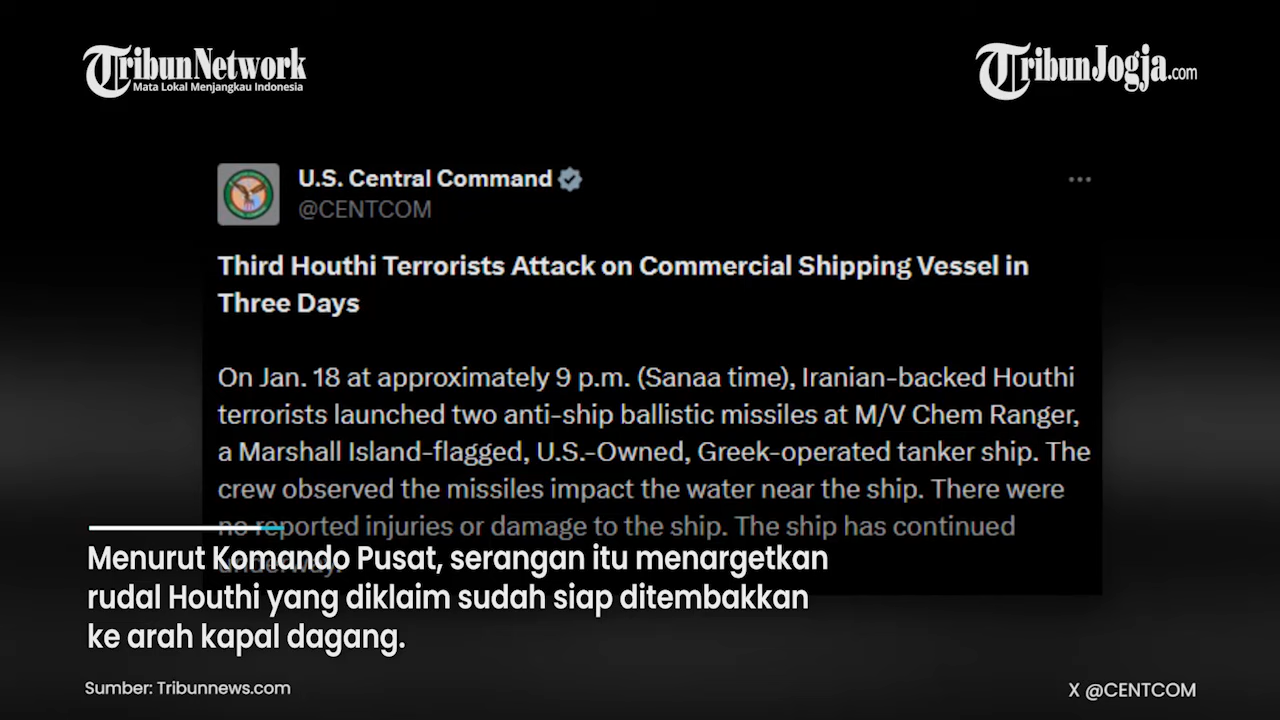 TribunNetwork
Mata Lokal Menjangkau Indonesia
TribunJogja.com
U.S. Central Command
@CENTCOM
Third Houthi Terrorists Attack on Commercial Shipping Vessel in
Three Days
On Jan. 18 at approximately 9 p.m. (Sanaa time), Iranian-backed Houthi
terrorists launched two anti-ship ballistic missiles at M/V Chem Ranger,
a Marshall Island-flagged, U.S.-Owned, Greek-operated tanker ship. The
crew observed the missiles impact the water near the ship. There were
no reported injuries or damage to the ship. The ship has continued
underway.
Menurut Komando Pusat, serangan itu menargetkan
rudal Houthi yang diklaim sudah siap ditembakkan
ke arah kapal dagang.
Sumber: Tribunnews.com
X @CENTCOM